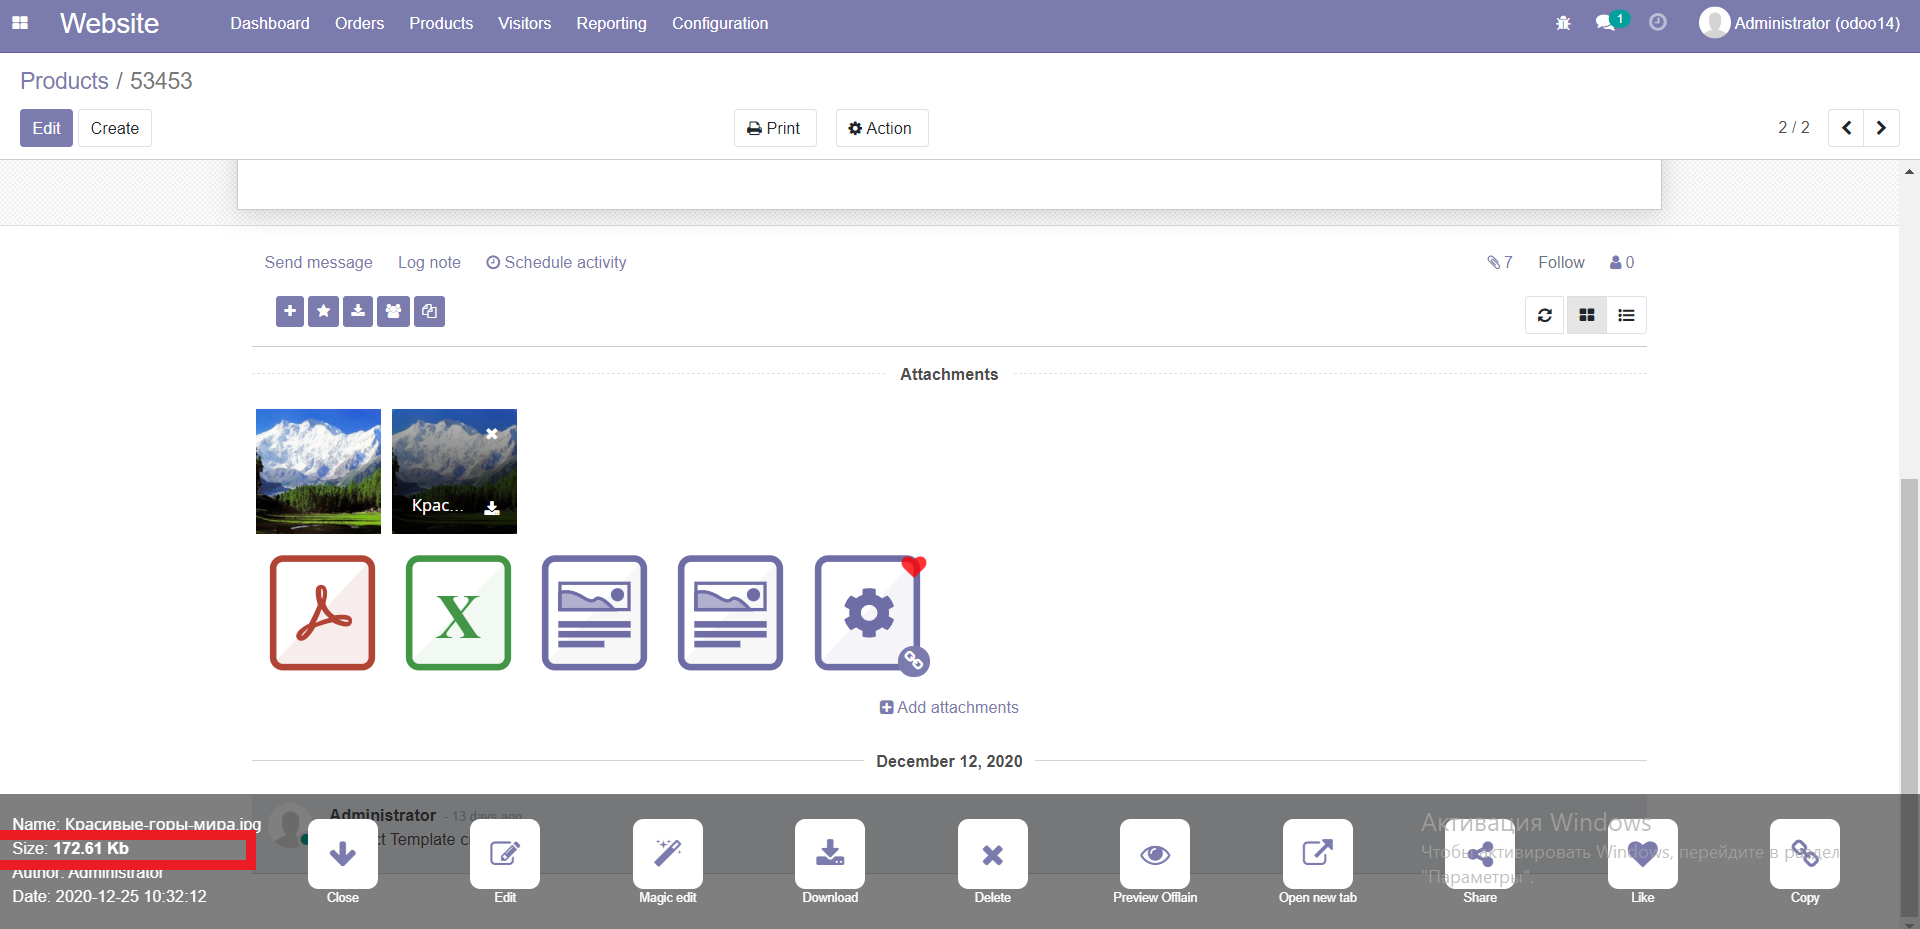 Website
Dashboard Orders Products Visitors Reporting Configuration
1
Administrator (odoo14)
Products / 53453
Edit Create
Print Action
2 / 2
Send message Log note Schedule activity
7 Follow 0
Attachments
Крас...
X
Add attachments
December 12, 2020
Administrator - 13 days ago
ct Template c
Name: Красивые-горы-мира.jpg
Size: 172.61 Kb
Author: Administrator
Date: 2020-12-25 10:32:12
Close Edit Magic edit Download Delete Preview Offlain Open new tab Share Like Copy
Активация Windows
Чтобы активировать Windows, перейдите в раздел
"Параметры".